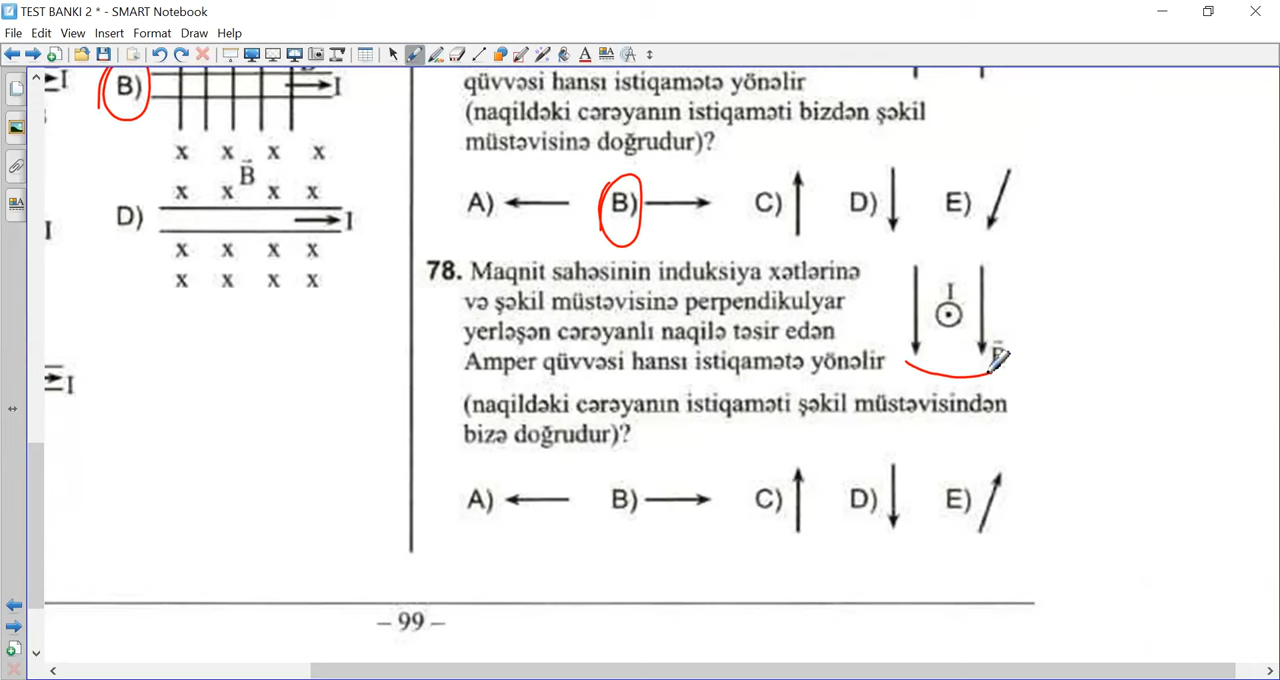 TEST BANKI 2 * - SMART Notebook
File Edit View Insert Format Draw Help
I
B)
I
x x x x
B
x x x x
D)
I
x x x x
x x x x
I
I
qüvvəsi hansı istiqamətə yönəlir
(naqildəki cərəyanın istiqaməti bizdən şəkil
müstəvisinə doğrudur)?
A) B) C) D) E)
78. Maqnit sahəsinin induksiya xətlərinə
və şəkil müstəvisinə perpendikulyar
yerləşən cərəyanlı naqilə təsir edən
Amper qüvvəsi hansı istiqamətə yönəlir
(naqildəki cərəyanın istiqaməti şəkil müstəvisindən
bizə doğrudur)?
I
A) B) C) D) E)
– 99 –